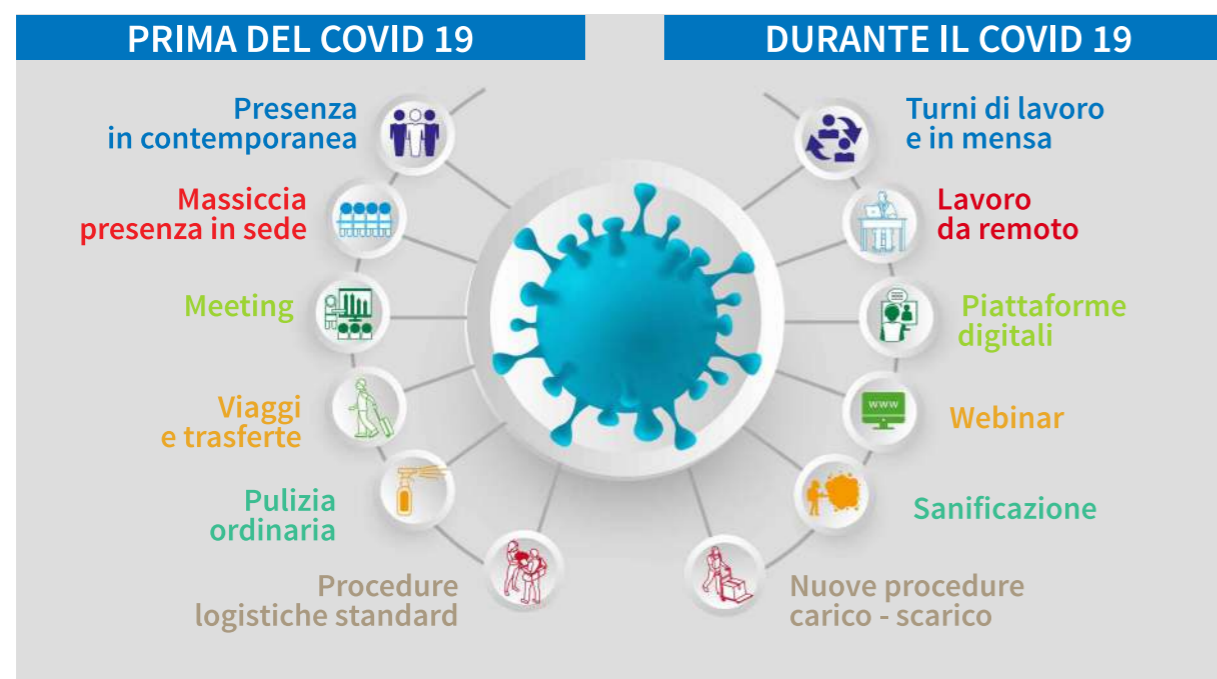 PRIMA DEL COVID 19
Presenza
in contemporanea
Massiccia
presenza in sede
Meeting
Viaggi
e trasferte
Pulizia
ordinaria
Procedure
logistiche standard
DURANTE IL COVID 19
Turni di lavoro
e in mensa
Lavoro
da remoto
Piattaforme
digitali
www
Webinar
Sanificazione
Nuove procedure
carico - scarico